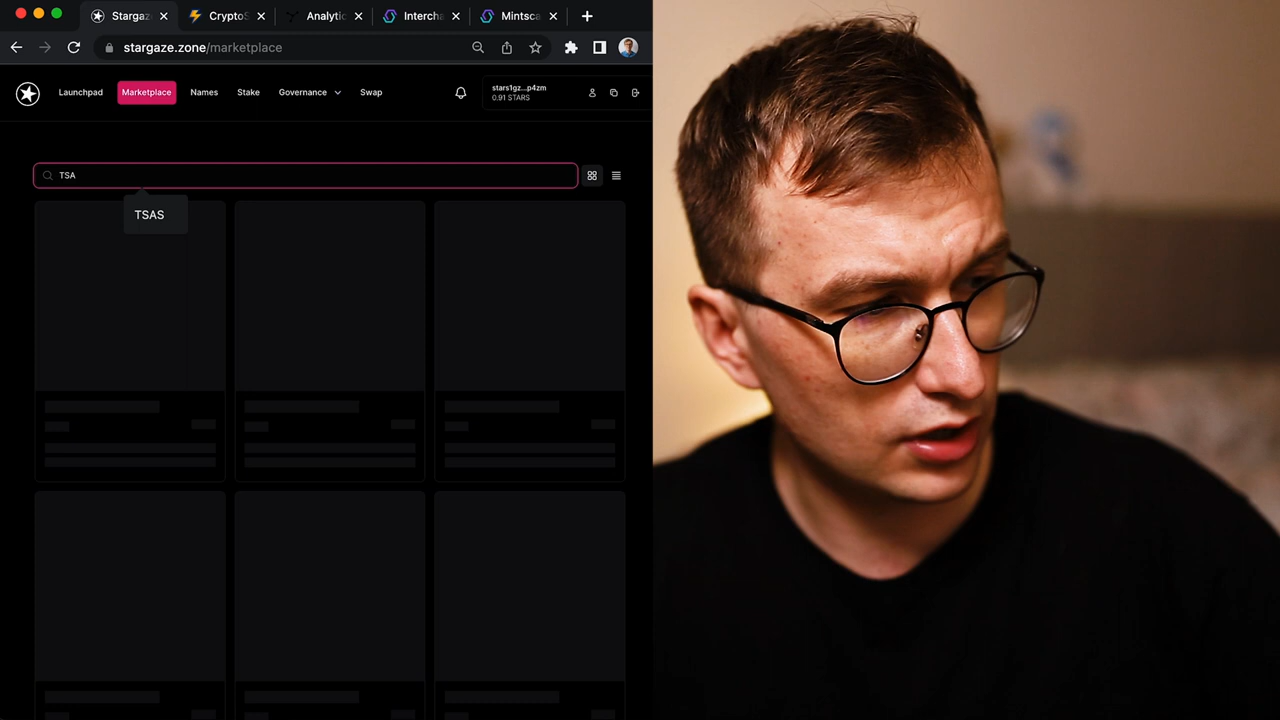 Stargaz
CryptoS
Analytic
Intercha
Mintsca
stargaze.zone/marketplace
Launchpad
Marketplace
Names
Stake
Governance
Swap
stars1gz...p4zm
0.91 STARS
TSA
TSAS